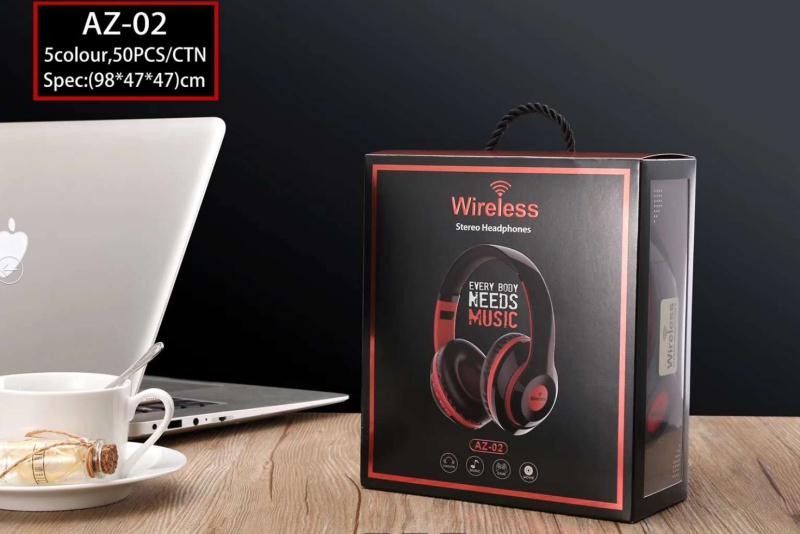 AZ-02
5colour,50PCS/CTN
Spec:(98*47*47)cm
Wireless
Stereo Headphones
EVERY BODY
NEEDS
MUSIC
Wireless
AZ-02
Wireless